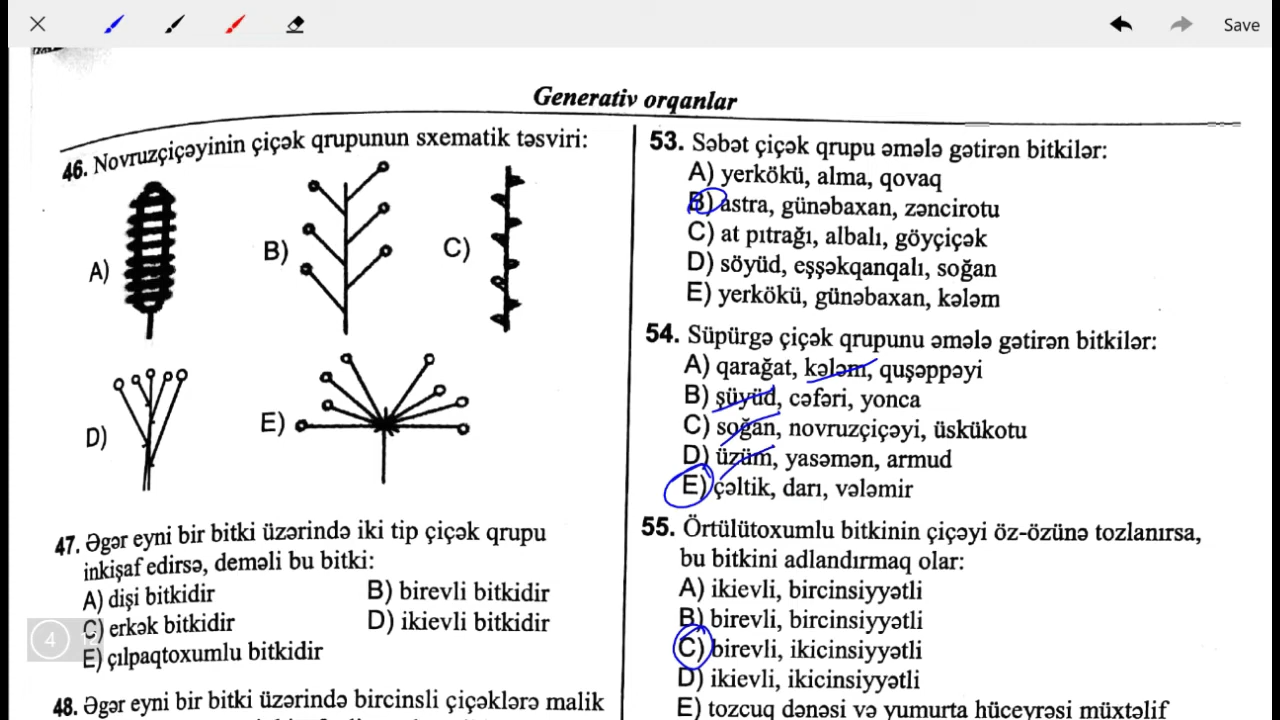 Save
Generativ orqanlar
46. Novruzçiçəyinin çiçək qrupunun sxematik təsviri:
A)
B)
C)
D)
E)
47. Əgər eyni bir bitki üzərində iki tip çiçək qrupu
inkişaf edirsə, deməli bu bitki:
A) dişi bitkidir
B) birevli bitkidir
C) erkək bitkidir
D) ikievli bitkidir
E) çılpaqtoxumlu bitkidir
48. Əgər eyni bir bitki üzərində bircinsli çiçəklərə malik
53. Səbət çiçək qrupu əmələ gətirən bitkilər:
A) yerkökü, alma, qovaq
B) astra, günəbaxan, zəncirotu
C) at pıtrağı, albalı, göyçiçək
D) söyüd, eşşəkqanqalı, soğan
E) yerkökü, günəbaxan, kələm
54. Süpürgə çiçək qrupunu əmələ gətirən bitkilər:
A) qarağat, kələm, quşəppəyi
B) şüyüd, cəfəri, yonca
C) soğan, novruzçiçəyi, üskükotu
D) üzüm, yasəmən, armud
E) çəltik, darı, vələmir
55. Örtülütoxumlu bitkinin çiçəyi öz-özünə tozlanırsa,
bu bitkini adlandırmaq olar:
A) ikievli, bircinsiyyətli
B) birevli, bircinsiyyətli
C) birevli, ikicinsiyyətli
D) ikievli, ikicinsiyyətli
E) tozcuq dənəsi və yumurta hüceyrəsi müxtəlif
4